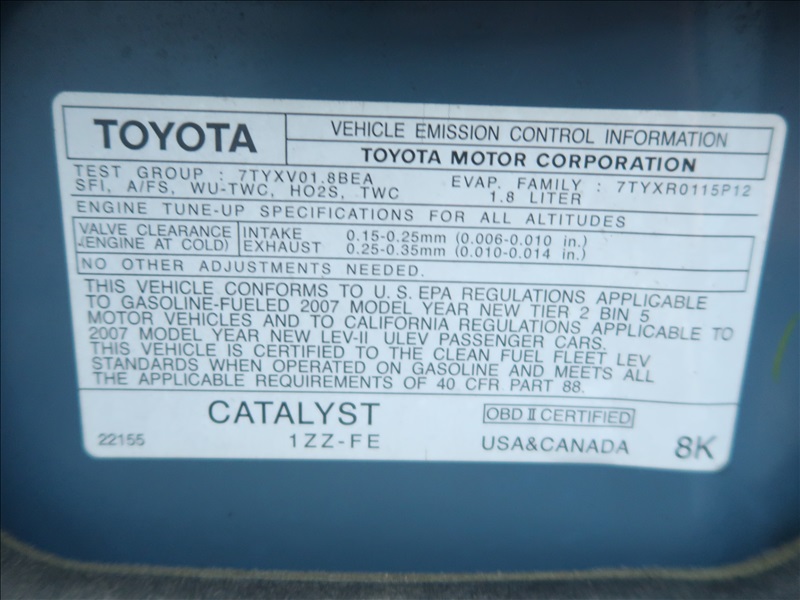 TOYOTA
VEHICLE EMISSION CONTROL INFORMATION
TOYOTA MOTOR CORPORATION
TEST GROUP : 7TYXV01.8BEA EVAP. FAMILY : 7TYXR0115P12
SFI, A/FS, WU-TWC, HO2S, TWC 1.8 LITER
ENGINE TUNE-UP SPECIFICATIONS FOR ALL ALTITUDES
VALVE CLEARANCE INTAKE 0.15-0.25mm (0.006-0.010 in.)
(ENGINE AT COLD) EXHAUST 0.25-0.35mm (0.010-0.014 in.)
NO OTHER ADJUSTMENTS NEEDED.
THIS VEHICLE CONFORMS TO U.S.EPA REGULATIONS APPLICABLE
TO GASOLINE-FUELED 2007 MODEL YEAR NEW TIER 2 BIN 5
MOTOR VEHICLES AND TO CALIFORNIA REGULATIONS APPLICABLE TO
2007 MODEL YEAR NEW LEV-II ULEV PASSENGER CARS.
THIS VEHICLE IS CERTIFIED TO THE CLEAN FUEL FLEET LEV
STANDARDS WHEN OPERATED ON GASOLINE AND MEETS ALL
THE APPLICABLE REQUIREMENTS OF 40 CFR PART 88.
CATALYST OBD II CERTIFIED
22155 1ZZ-FE USA&CANADA 8K